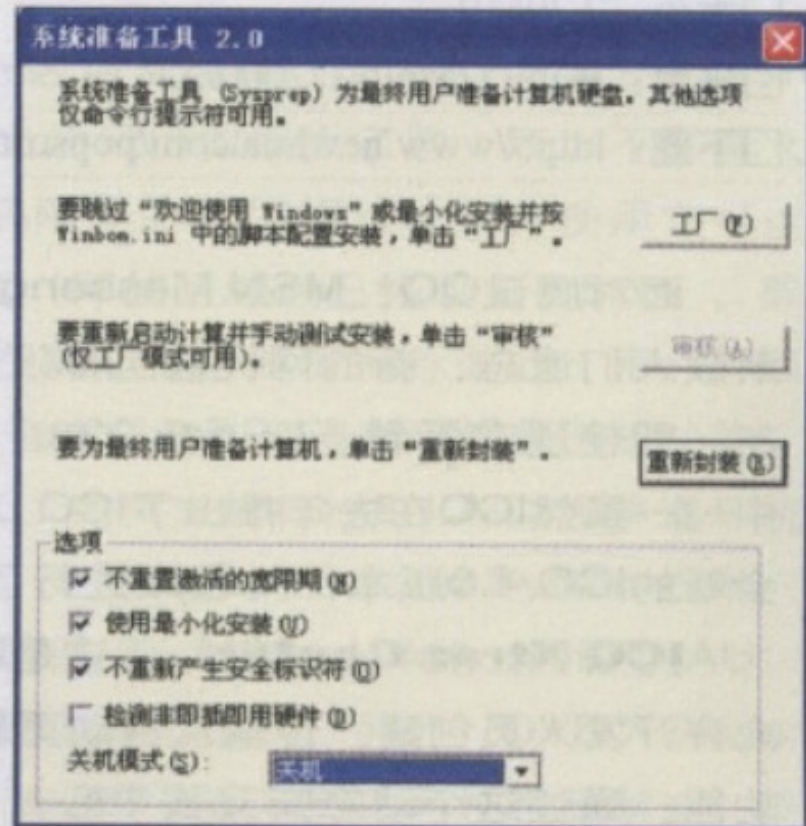 系统准备工具 2.0
系统准备工具 (Sysprep) 为最终用户准备计算机硬盘。其他选项
仅命令行提示符可用。
要跳过“欢迎使用 Windows”或最小化安装并按
Winbom.ini 中的脚本配置安装，单击“工厂”。
工厂(F)
要重新启动计算并手动测试安装，单击“审核”
(仅工厂模式可用)。
审核(A)
要为最终用户准备计算机，单击“重新封装”。
重新封装(R)
选项
不重置激活的宽限期(N)
使用最小化安装(U)
不重新产生安全标识符(O)
检测非即插即用硬件(D)
关机模式(S):
关机